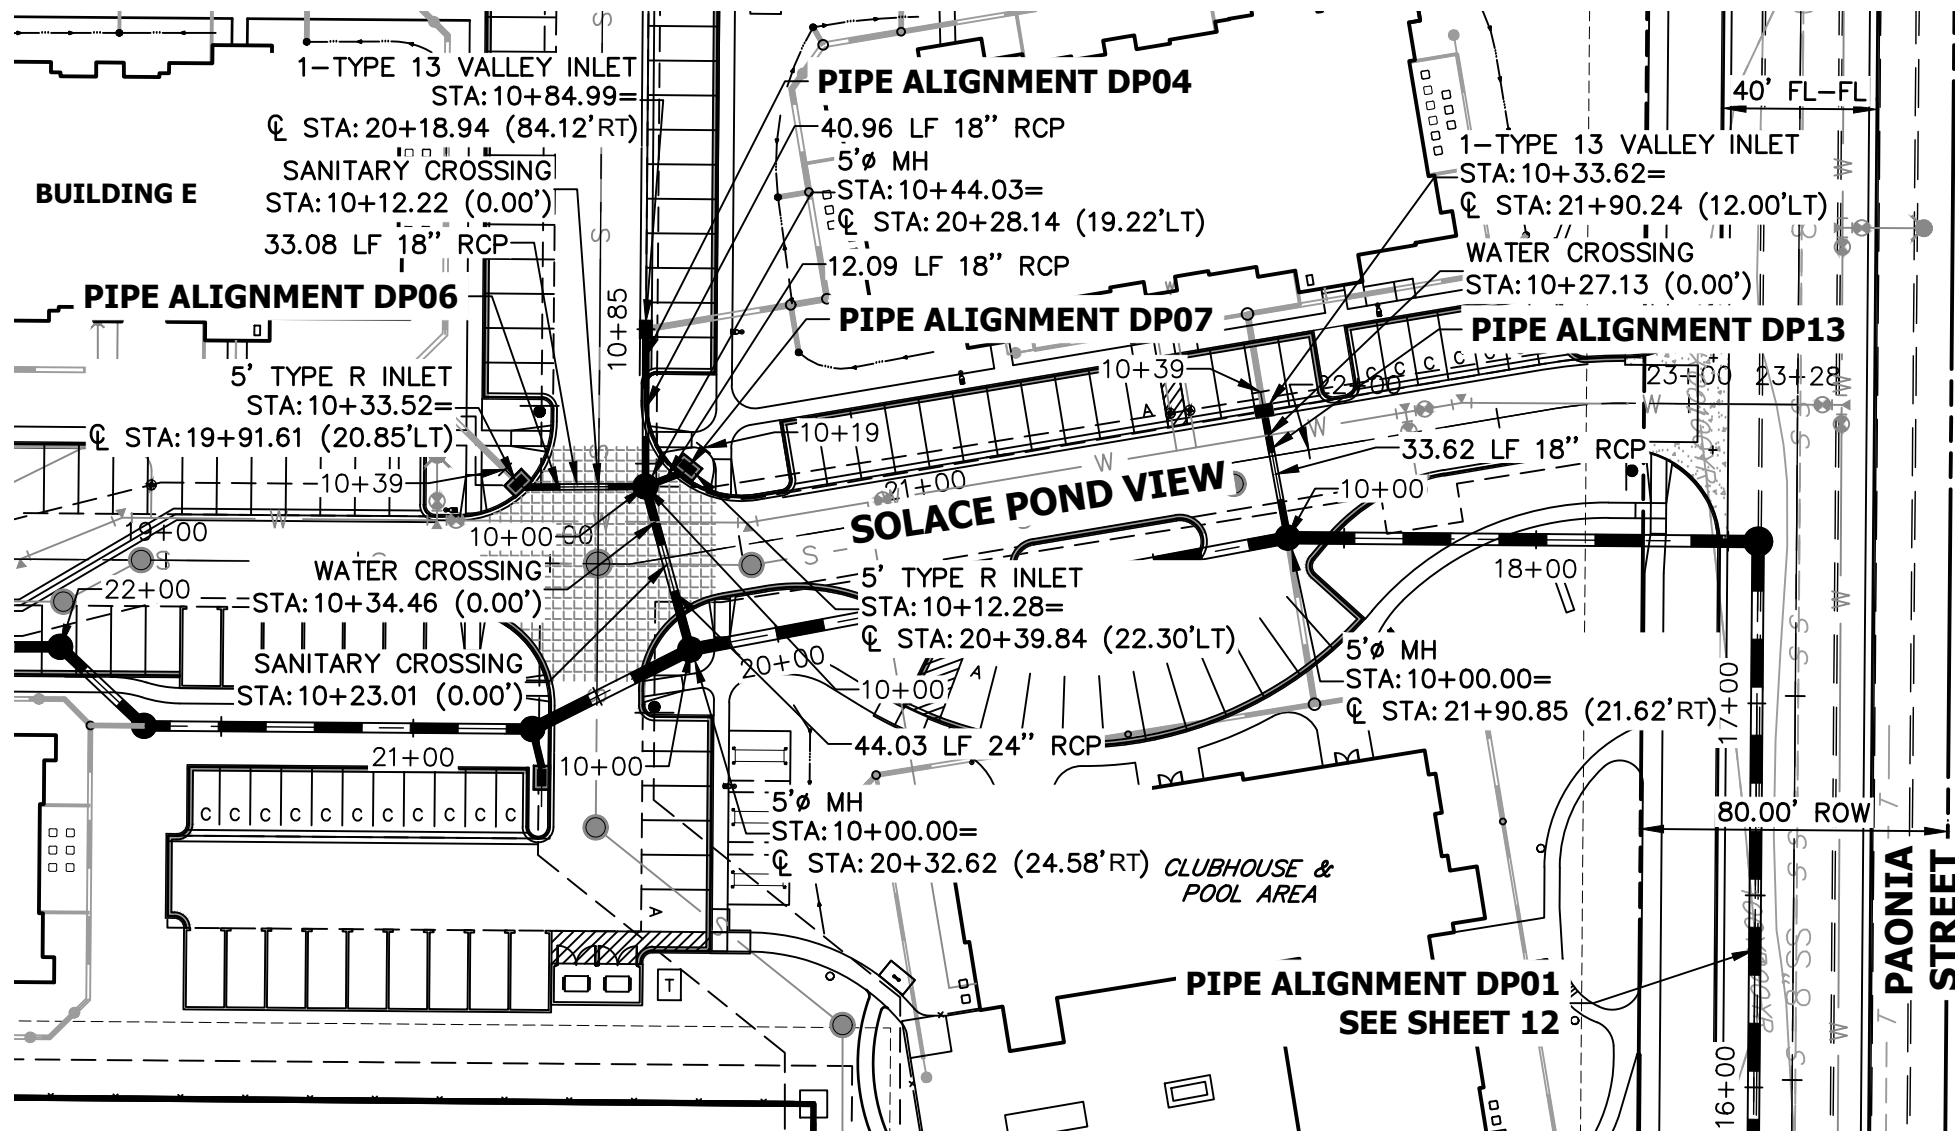 1-TYPE 13 VALLEY INLET
STA:10+84.99=
℄ STA:20+18.94 (84.12'RT)
SANITARY CROSSING
STA:10+12.22 (0.00')
33.08 LF 18" RCP
BUILDING E
PIPE ALIGNMENT DP06
10+85
5' TYPE R INLET
STA:10+33.52=
℄ STA:19+91.61 (20.85'LT)
10+39
PIPE ALIGNMENT DP04
40.96 LF 18" RCP
5'ø MH
STA:10+44.03=
℄ STA:20+28.14 (19.22'LT)
12.09 LF 18" RCP
PIPE ALIGNMENT DP07
10+39
10+19
40' FL-FL
1-TYPE 13 VALLEY INLET
STA:10+33.62=
℄ STA:21+90.24 (12.00'LT)
WATER CROSSING
STA:10+27.13 (0.00')
PIPE ALIGNMENT DP13
22+00
23+00
23+28
33.62 LF 18" RCP
10+00
21+00
SOLACE POND VIEW
19+00
10+00
22+00
WATER CROSSING
STA:10+34.46 (0.00')
SANITARY CROSSING
STA:10+23.01 (0.00')
5' TYPE R INLET
STA:10+12.28=
℄ STA:20+39.84 (22.30'LT)
20+00
10+00
18+00
5'ø MH
STA:10+00.00=
℄ STA:21+90.85 (21.62'RT)
17+00
44.03 LF 24" RCP
21+00
10+00
5'ø MH
STA:10+00.00=
℄ STA:20+32.62 (24.58'RT)
C C C C C C C C C C C
A
T
CLUBHOUSE &
POOL AREA
80.00' ROW
8"SS
PAONIA
STREET
PIPE ALIGNMENT DP01
SEE SHEET 12
16+00